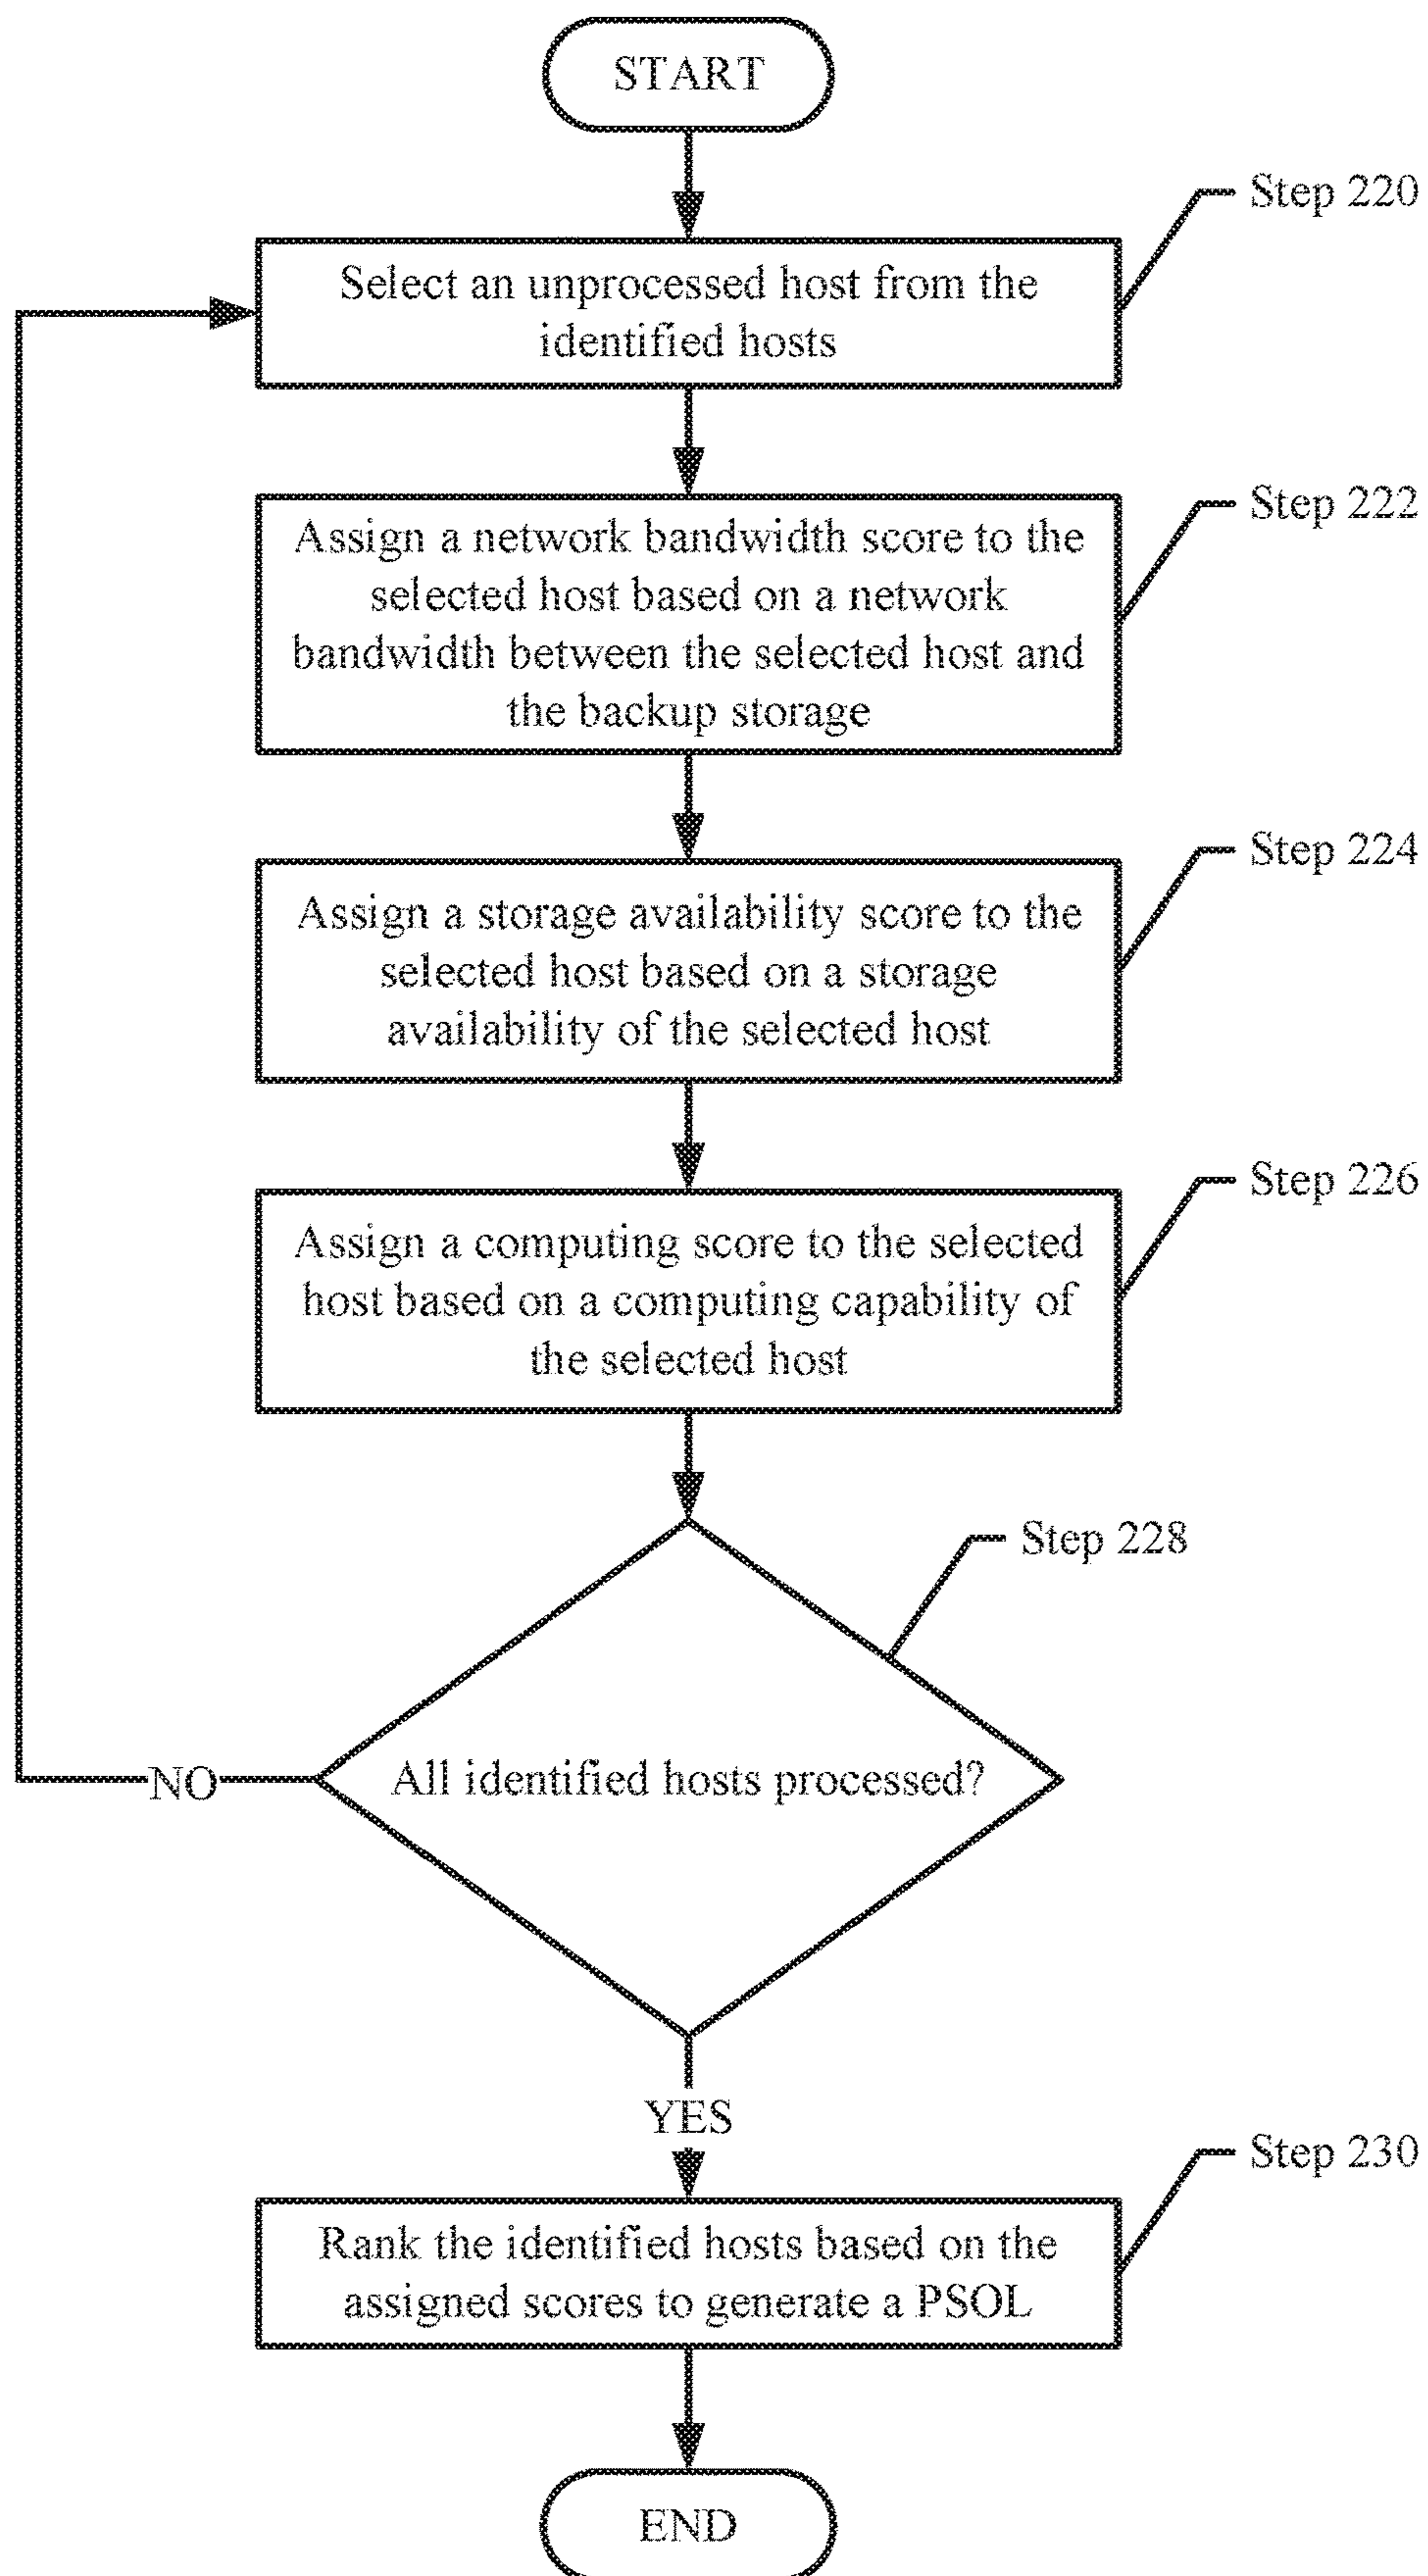 START
Step 220
Select an unprocessed host from the
identified hosts
Step 222
Assign a network bandwidth score to the
selected host based on a network
bandwidth between the selected host and
the backup storage
Step 224
Assign a storage availability score to the
selected host based on a storage
availability of the selected host
Step 226
Assign a computing score to the selected
host based on a computing capability of
the selected host
Step 228
All identified hosts processed?
NO
YES
Step 230
Rank the identified hosts based on the
assigned scores to generate a PSOL
END